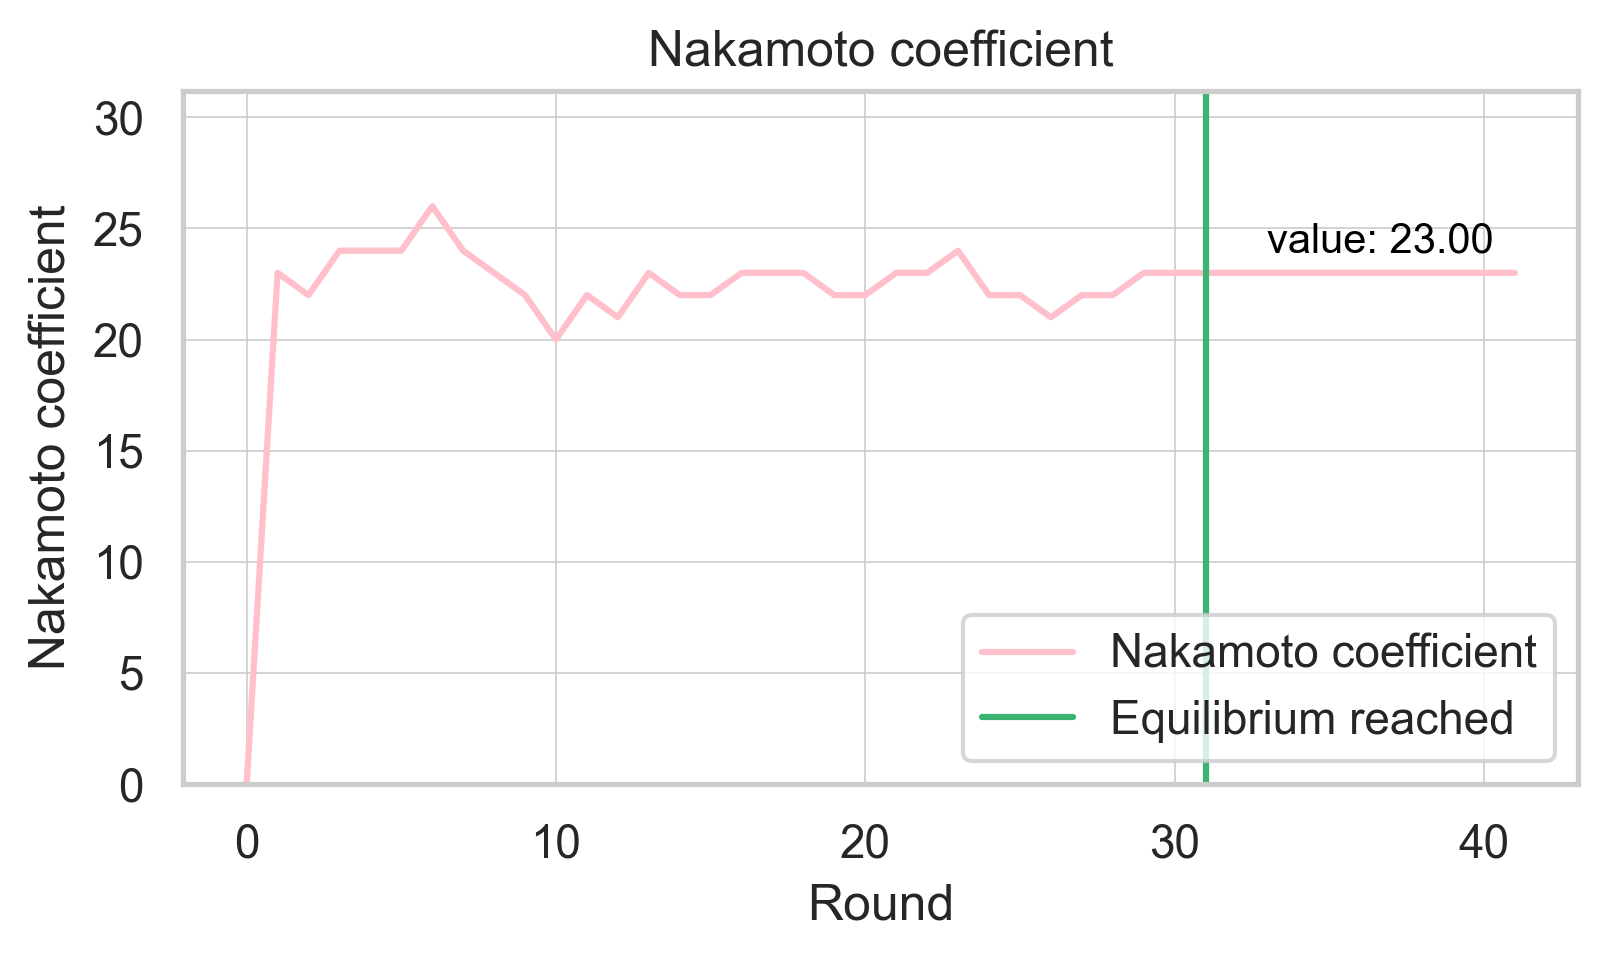 Nakamoto coefficient
30
25
20
15
10
5
0
Nakamoto coefficient
value: 23.00
Nakamoto coefficient
Equilibrium reached
0 10 20 30 40
Round